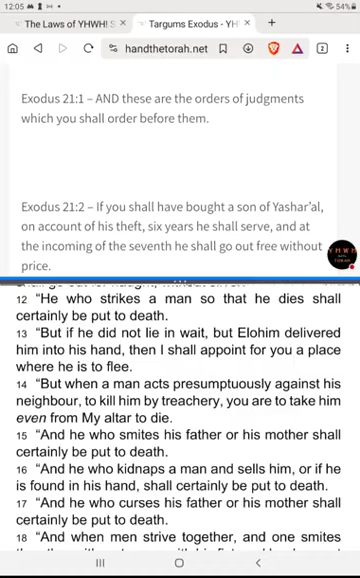 12:05
54%
The Laws of YHWH! S
Targums Exodus - YH
handthetorah.net
2
Exodus 21:1 – AND these are the orders of judgments
which you shall order before them.
Exodus 21:2 – If you shall have bought a son of Yashar’al,
on account of his theft, six years he shall serve, and at
the incoming of the seventh he shall go out free without
price.
YHWH
12 “He who strikes a man so that he dies shall
certainly be put to death.
13 “But if he did not lie in wait, but Elohim delivered
him into his hand, then I shall appoint for you a place
where he is to flee.
14 “But when a man acts presumptuously against his
neighbour, to kill him by treachery, you are to take him
even from My altar to die.
15 “And he who smites his father or his mother shall
certainly be put to death.
16 “And he who kidnaps a man and sells him, or if he
is found in his hand, shall certainly be put to death.
17 “And he who curses his father or his mother shall
certainly be put to death.
18 “And when men strive together, and one smites